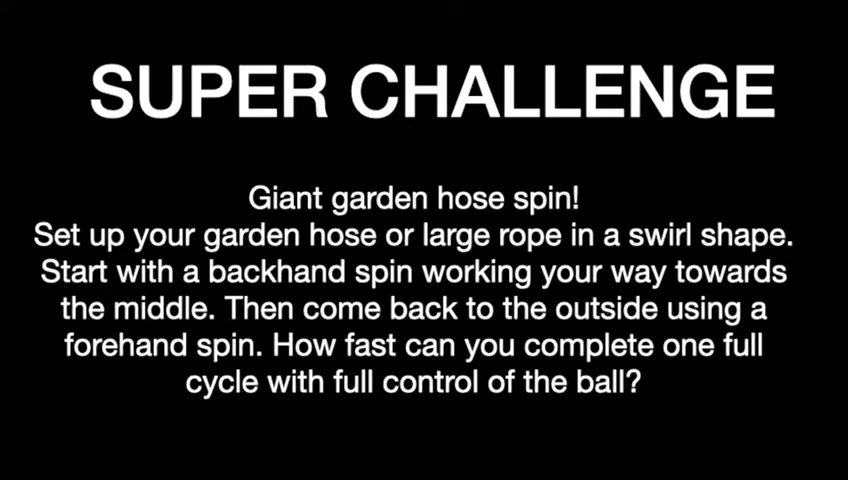 SUPER CHALLENGE
Giant garden hose spin!
Set up your garden hose or large rope in a swirl shape.
Start with a backhand spin working your way towards
the middle. Then come back to the outside using a
forehand spin. How fast can you complete one full
cycle with full control of the ball?